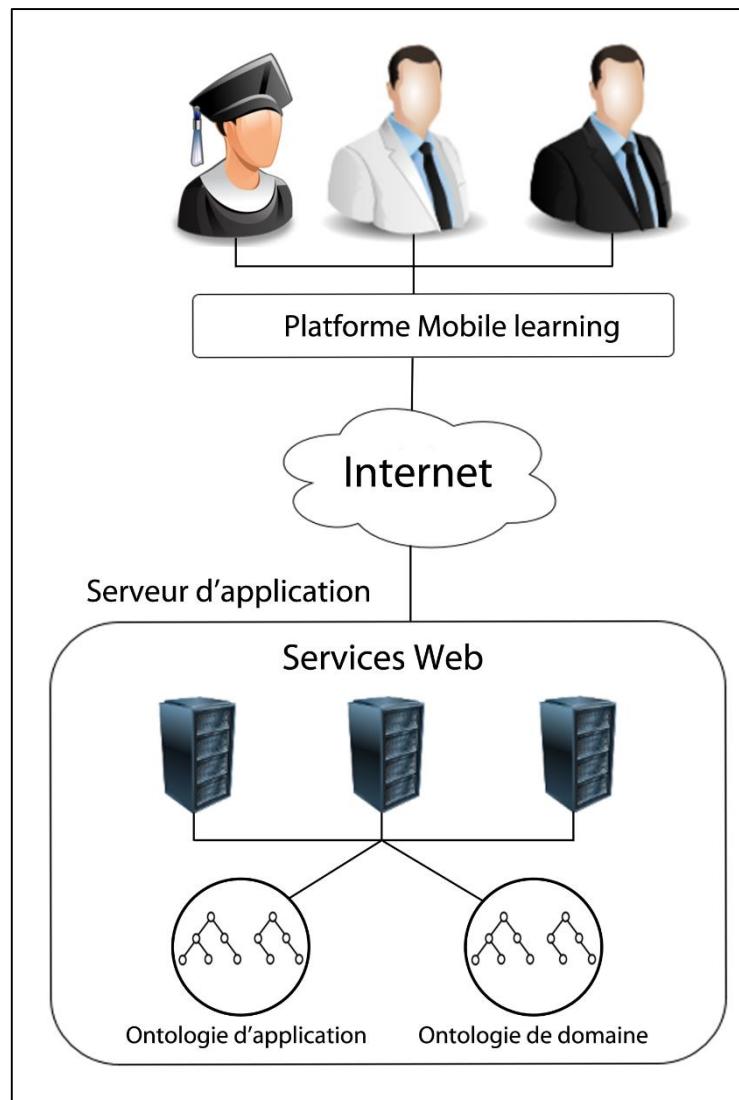 Platforme Mobile learning
Internet
Serveur d'application
Services Web
Ontologie d'application
Ontologie de domaine